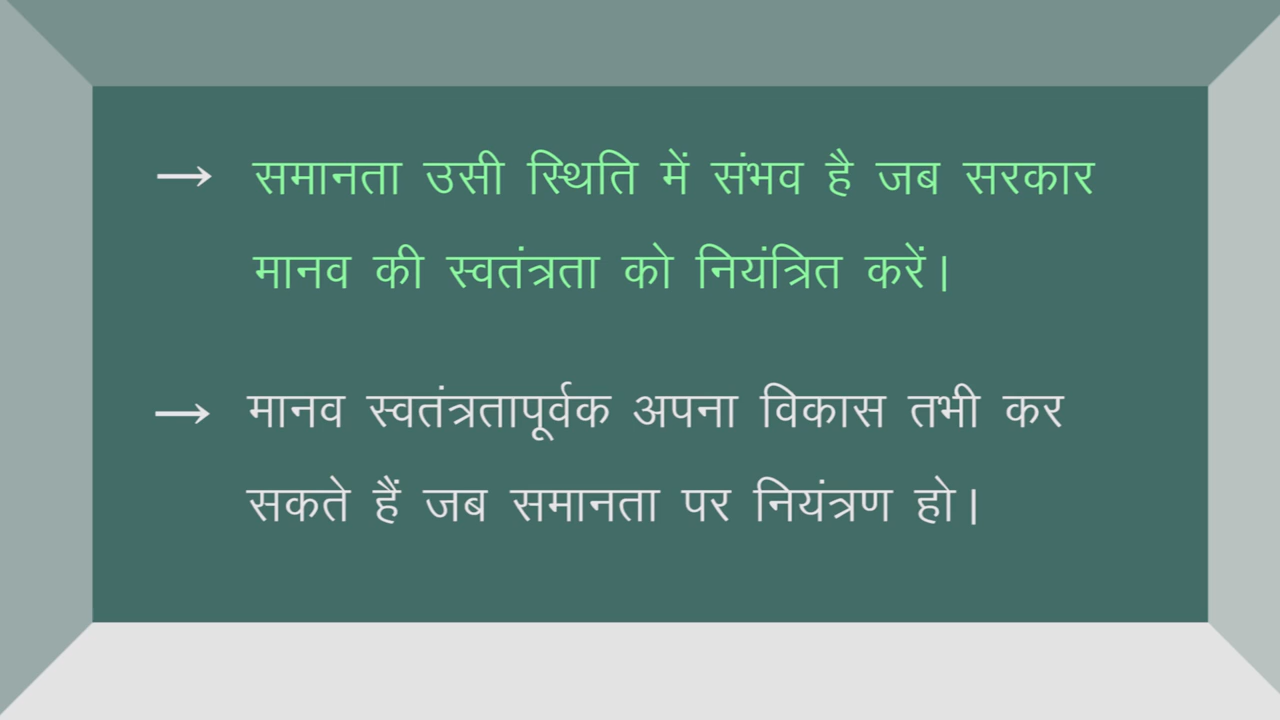 → समानता उसी स्थिति में संभव है जब सरकार
मानव की स्वतंत्रता को नियंत्रित करें।
→ मानव स्वतंत्रतापूर्वक अपना विकास तभी कर
सकते हैं जब समानता पर नियंत्रण हो।